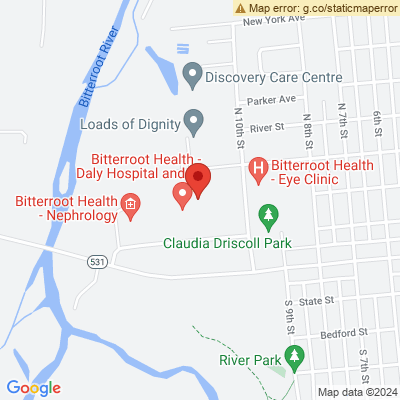 Map error: g.co/staticmaperror
New York Ave
Bitterroot River
Discovery Care Centre
Parker Ave
N 10th St
N 8th St
N 7th St
6th St
River St
Loads of Dignity
Bitterroot Health -
Daly Hospital and
Bitterroot Health
- Eye Clinic
H
Bitterroot Health
- Nephrology
Claudia Driscoll Park
531
State St
S 9th St
Bedford St
S 7th St
River Park
Google
Map data ©2024